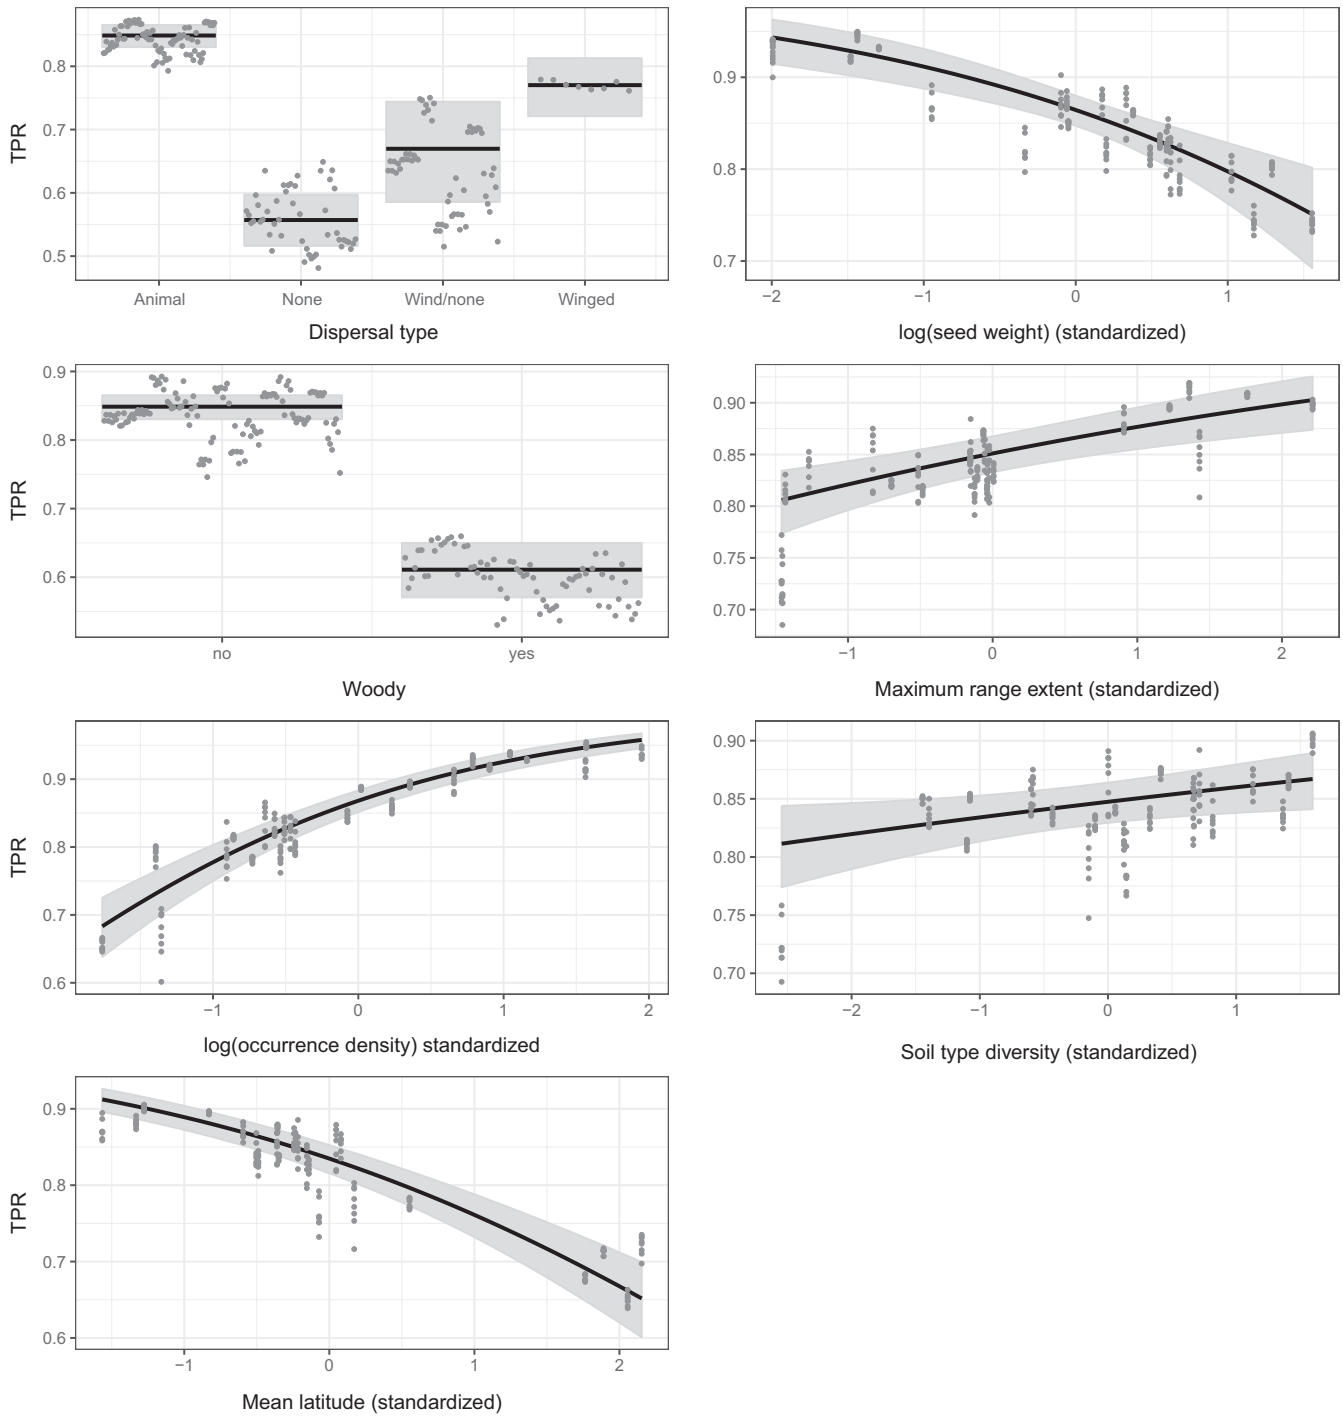 TPR
0.8
0.7
0.6
0.5
Animal None Wind/none Winged
Dispersal type
0.9
0.8
0.7
−2 −1 0 1
log(seed weight) (standardized)
TPR
0.9
0.8
0.7
0.6
no yes
Woody
0.90
0.85
0.80
0.75
0.70
−1 0 1 2
Maximum range extent (standardized)
TPR
0.9
0.8
0.7
0.6
−1 0 1 2
log(occurrence density) standardized
0.90
0.85
0.80
0.75
0.70
−2 −1 0 1
Soil type diversity (standardized)
TPR
0.9
0.8
0.7
0.6
−1 0 1 2
Mean latitude (standardized)